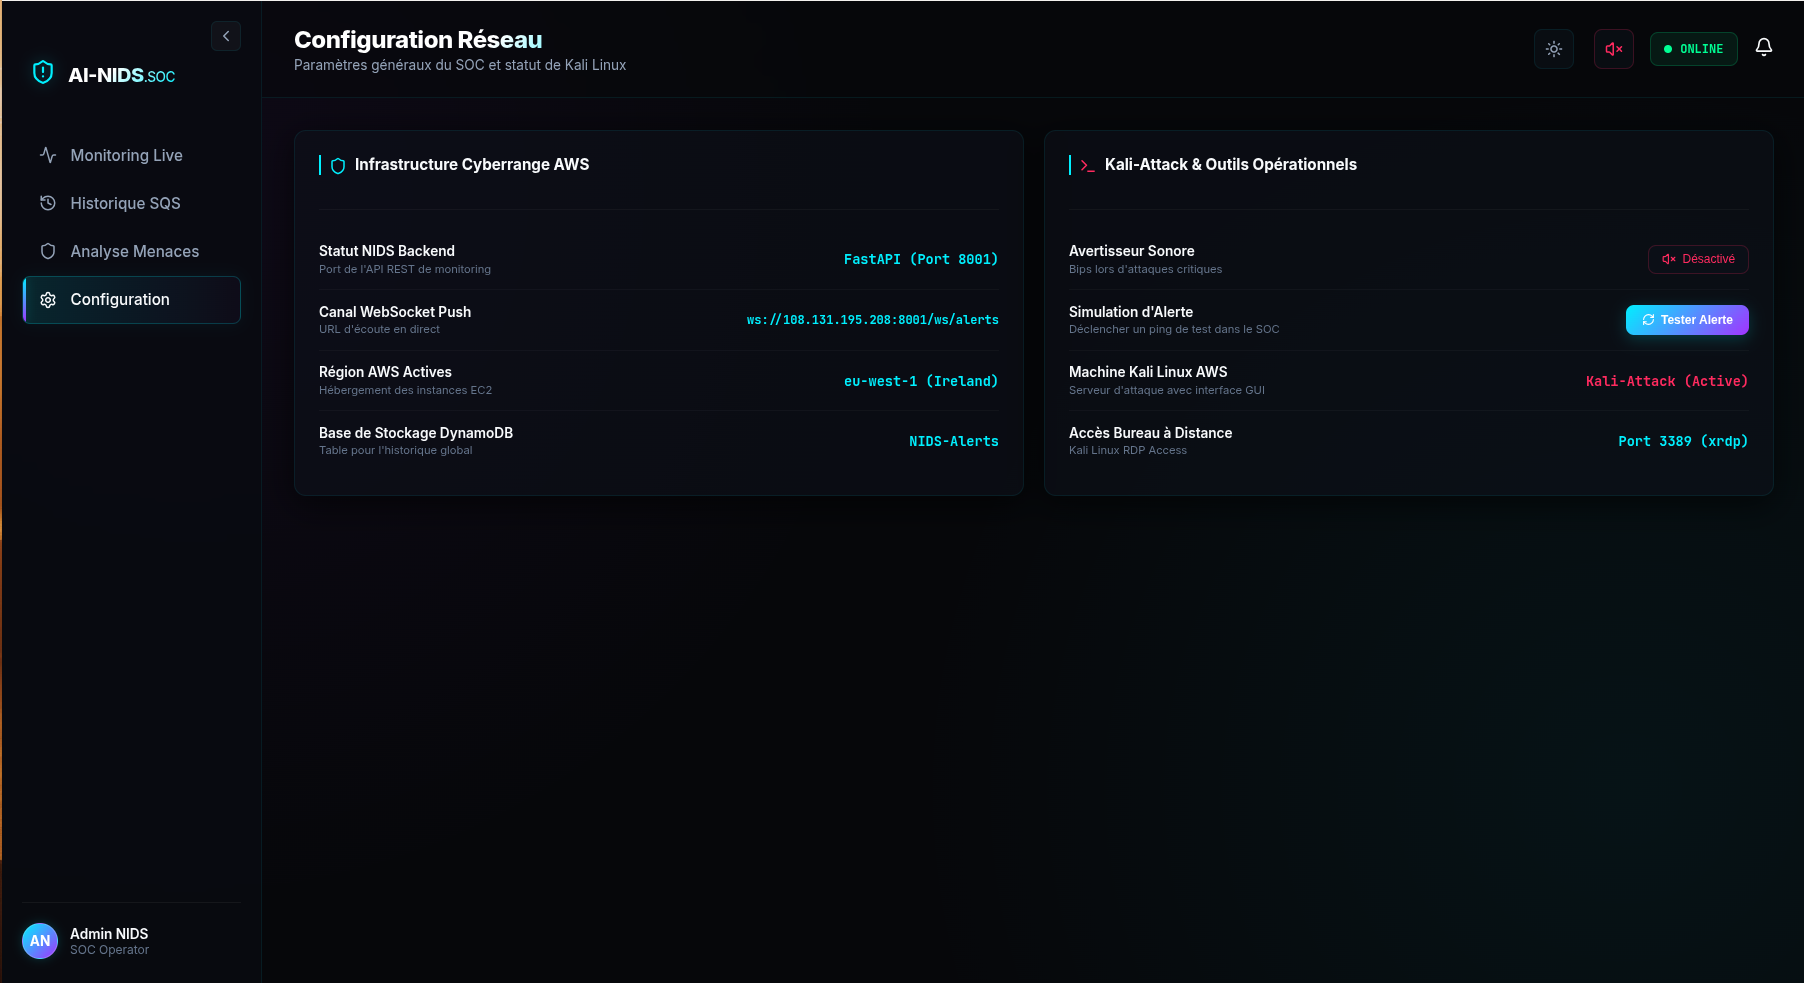 AI-NIDS.SOC
Monitoring Live
Historique SQS
Analyse Menaces
Configuration
Admin NIDS
SOC Operator
AN
Configuration Réseau
Paramètres généraux du SOC et statut de Kali Linux
ONLINE
Infrastructure Cyberrange AWS
Statut NIDS Backend
Port de l'API REST de monitoring
FastAPI (Port 8001)
Canal WebSocket Push
URL d'écoute en direct
ws://108.131.195.208:8001/ws/alerts
Région AWS Actives
Hébergement des instances EC2
eu-west-1 (Ireland)
Base de Stockage DynamoDB
Table pour l'historique global
NIDS-Alerts
Kali-Attack & Outils Opérationnels
Avertisseur Sonore
Bips lors d'attaques critiques
Désactivé
Simulation d'Alerte
Déclencher un ping de test dans le SOC
Tester Alerte
Machine Kali Linux AWS
Serveur d'attaque avec interface GUI
Kali-Attack (Active)
Accès Bureau à Distance
Kali Linux RDP Access
Port 3389 (xrdp)